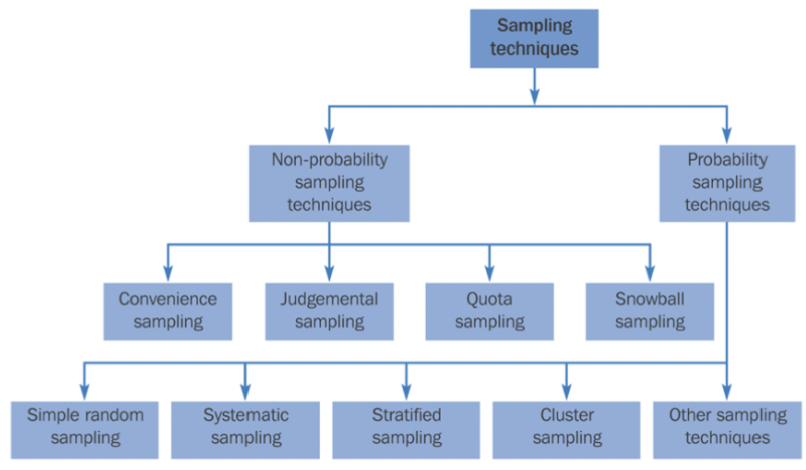 Sampling
techniques
Non-probability
sampling
techniques
Probability
sampling
techniques
Convenience
sampling
Judgemental
sampling
Quota
sampling
Snowball
sampling
Simple random
sampling
Systematic
sampling
Stratified
sampling
Cluster
sampling
Other sampling
techniques